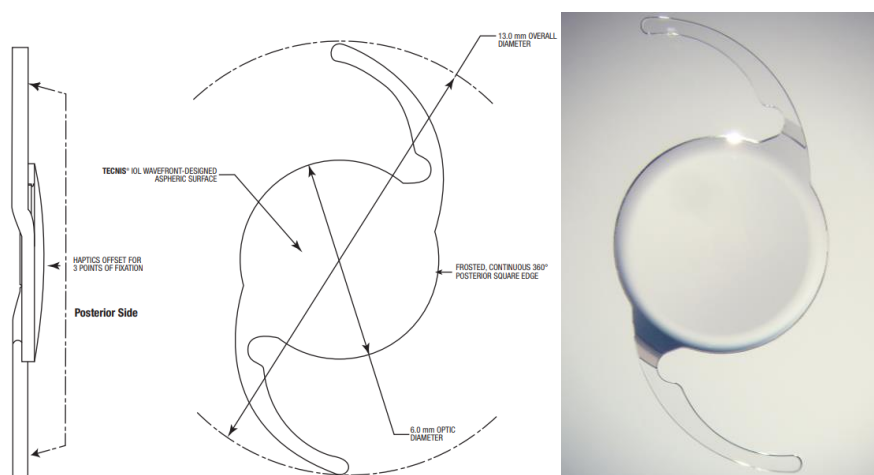 13.0 mm OVERALL
DIAMETER
TECNIS® IOL WAVEFRONT-DESIGNED
ASPHERIC SURFACE
HAPTICS OFFSET FOR
3 POINTS OF FIXATION
FROSTED, CONTINUOUS 360°
POSTERIOR SQUARE EDGE
Posterior Side
6.0 mm OPTIC
DIAMETER